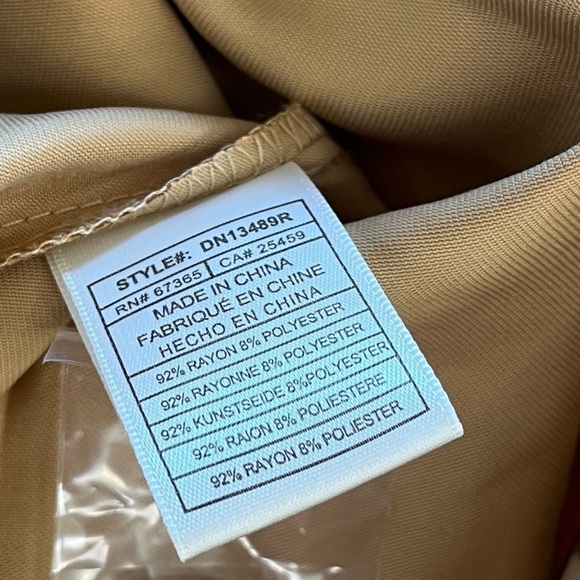 STYLE#: DN13489R
RN# 67365 CA# 25459
MADE IN CHINA
FABRIQUÉ EN CHINE
HECHO EN CHINA
92% RAYON 8% POLYESTER
92% RAYONNE 8% POLYESTER
92% KUNSTSEIDE 8%POLYESTER
92% RAION 8% POLIESTERE
92% RAYON 8% POLIESTER